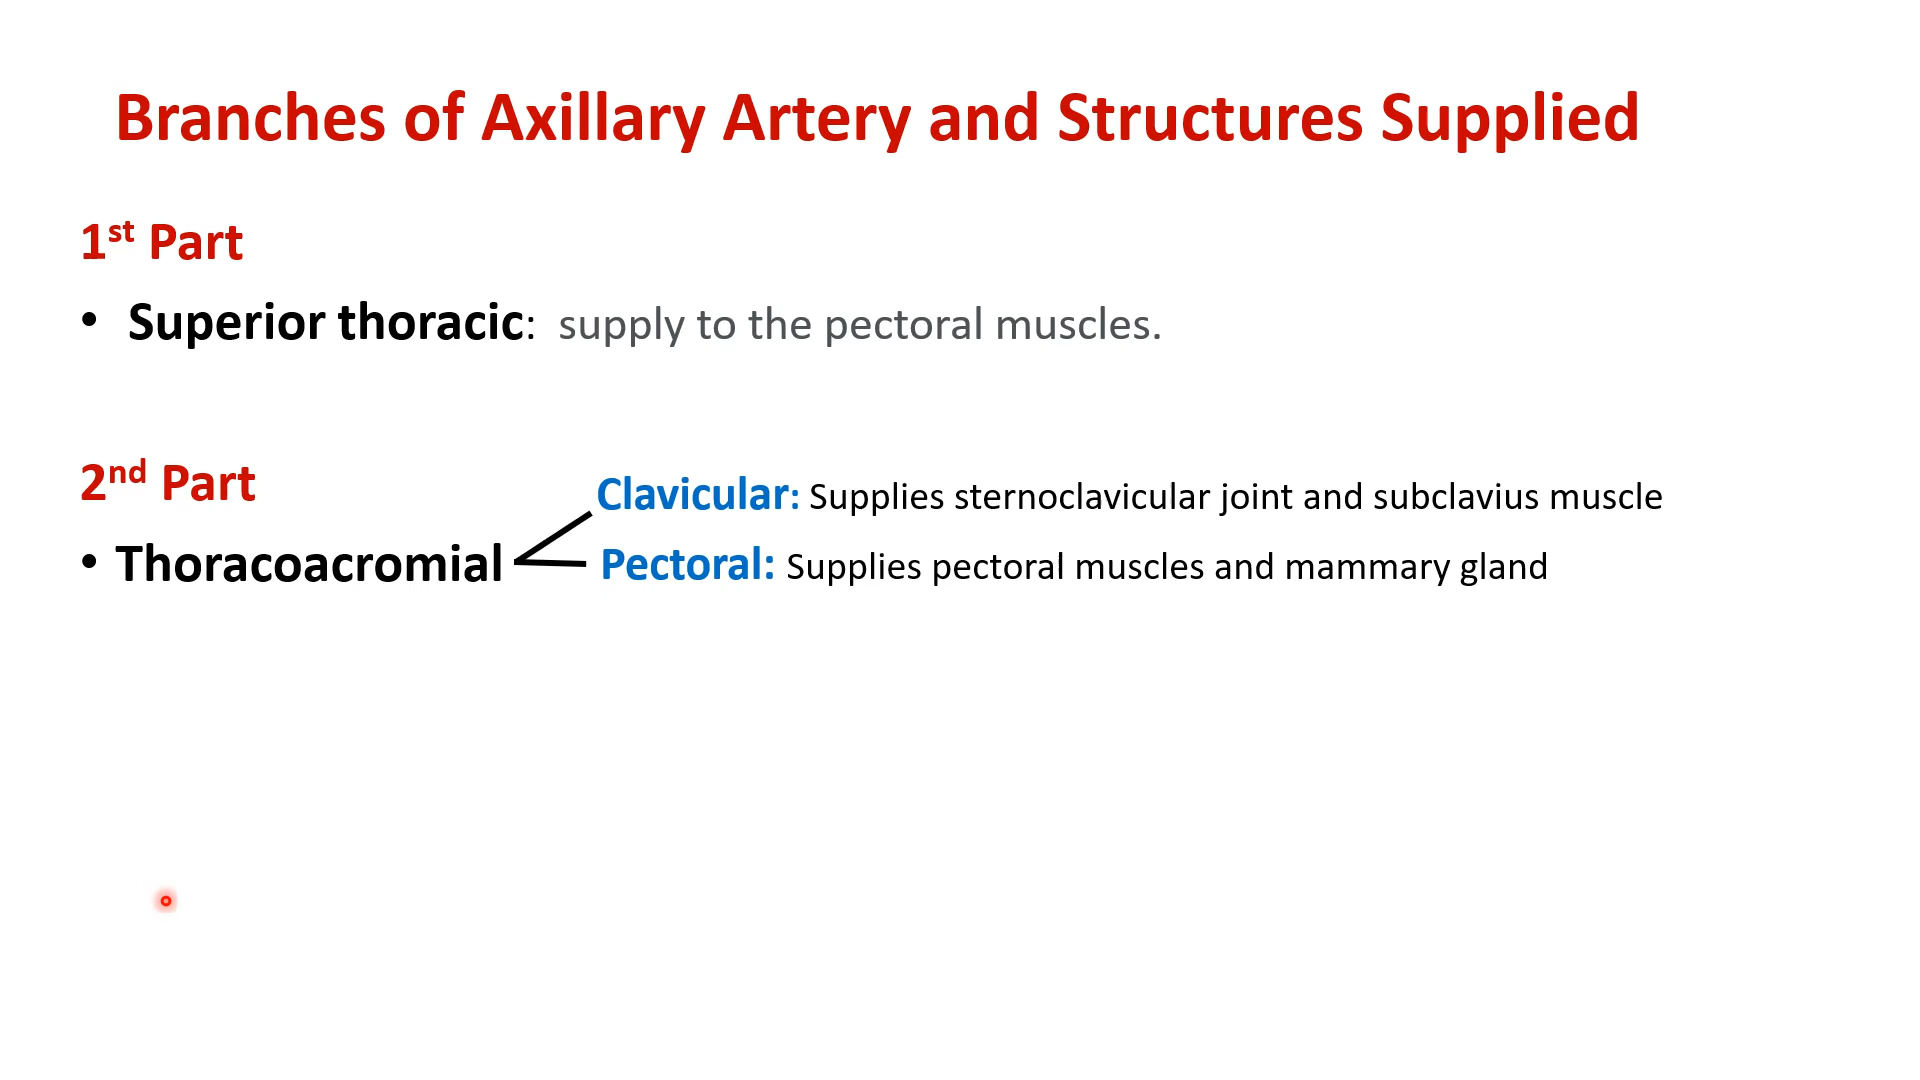 Branches of Axillary Artery and Structures Supplied
1st Part
• Superior thoracic: supply to the pectoral muscles.
2nd Part
Clavicular: Supplies sternoclavicular joint and subclavius muscle
• Thoracoacromial
Pectoral: Supplies pectoral muscles and mammary gland